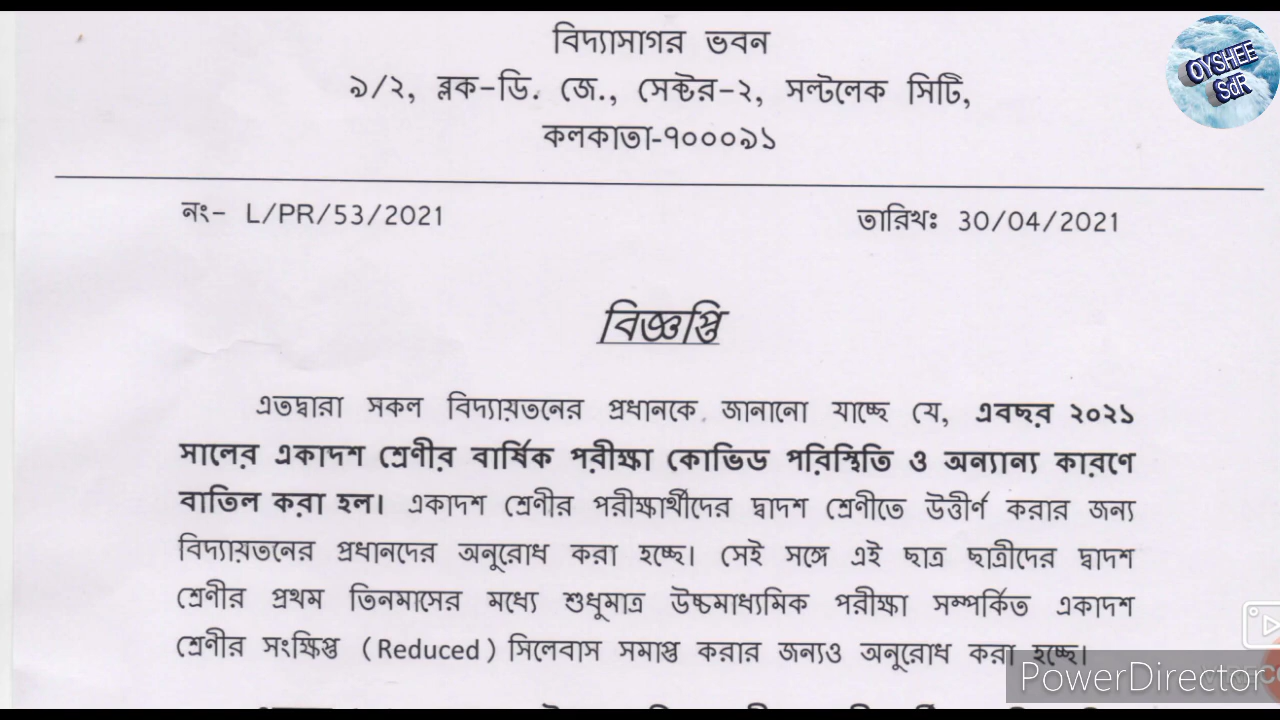 বিদ্যাসাগর ভবন
৯/২, ব্লক-ডি. জে., সেক্টর-২, সল্টলেক সিটি,
কলকাতা-৭০০০৯১
OYSHEE
SdR
নং- L/PR/53/2021 তারিখঃ 30/04/2021
বিজ্ঞপ্তি
এতদ্বারা সকল বিদ্যায়তনের প্রধানকে জানানো যাচ্ছে যে, এবছর ২০২১
সালের একাদশ শ্রেণীর বার্ষিক পরীক্ষা কোভিড পরিস্থিতি ও অন্যান্য কারণে
বাতিল করা হল। একাদশ শ্রেণীর পরীক্ষার্থীদের দ্বাদশ শ্রেণীতে উত্তীর্ণ করার জন্য
বিদ্যায়তনের প্রধানদের অনুরোধ করা হচ্ছে। সেই সঙ্গে এই ছাত্র ছাত্রীদের দ্বাদশ
শ্রেণীর প্রথম তিনমাসের মধ্যে শুধুমাত্র উচ্চমাধ্যমিক পরীক্ষা সম্পর্কিত একাদশ
শ্রেণীর সংক্ষিপ্ত (Reduced) সিলেবাস সমাপ্ত করার জন্যও অনুরোধ করা হচ্ছে।
PowerDirector